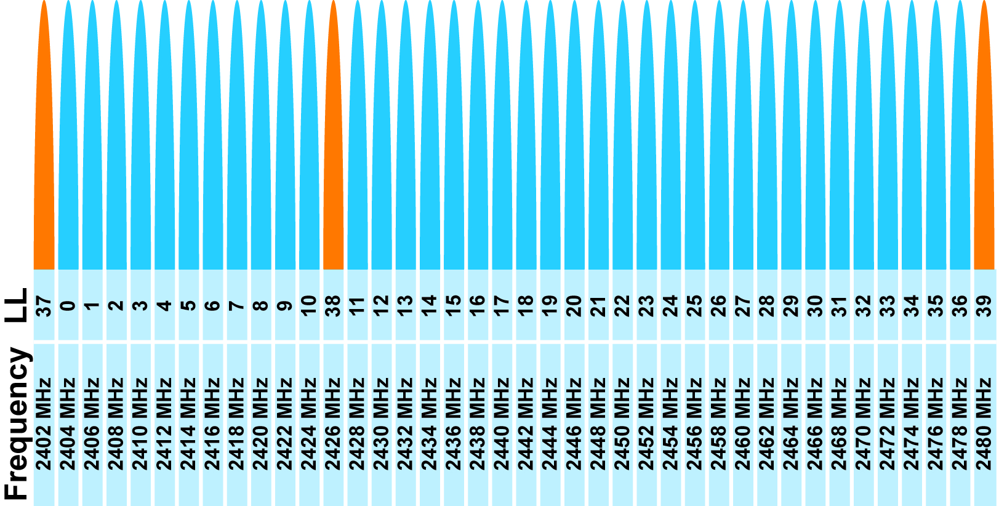 LL 37 0 1 2 3 4 5 6 7 8 9 10 38 11 12 13 14 15 16 17 18 19 20 21 22 23 24 25 26 27 28 29 30 31 32 33 34 35 36 39
Frequency 2402 MHz 2404 MHz 2406 MHz 2408 MHz 2410 MHz 2412 MHz 2414 MHz 2416 MHz 2418 MHz 2420 MHz 2422 MHz 2424 MHz 2426 MHz 2428 MHz 2430 MHz 2432 MHz 2434 MHz 2436 MHz 2438 MHz 2440 MHz 2442 MHz 2444 MHz 2446 MHz 2448 MHz 2450 MHz 2452 MHz 2454 MHz 2456 MHz 2458 MHz 2460 MHz 2462 MHz 2464 MHz 2466 MHz 2468 MHz 2470 MHz 2472 MHz 2474 MHz 2476 MHz 2478 MHz 2480 MHz